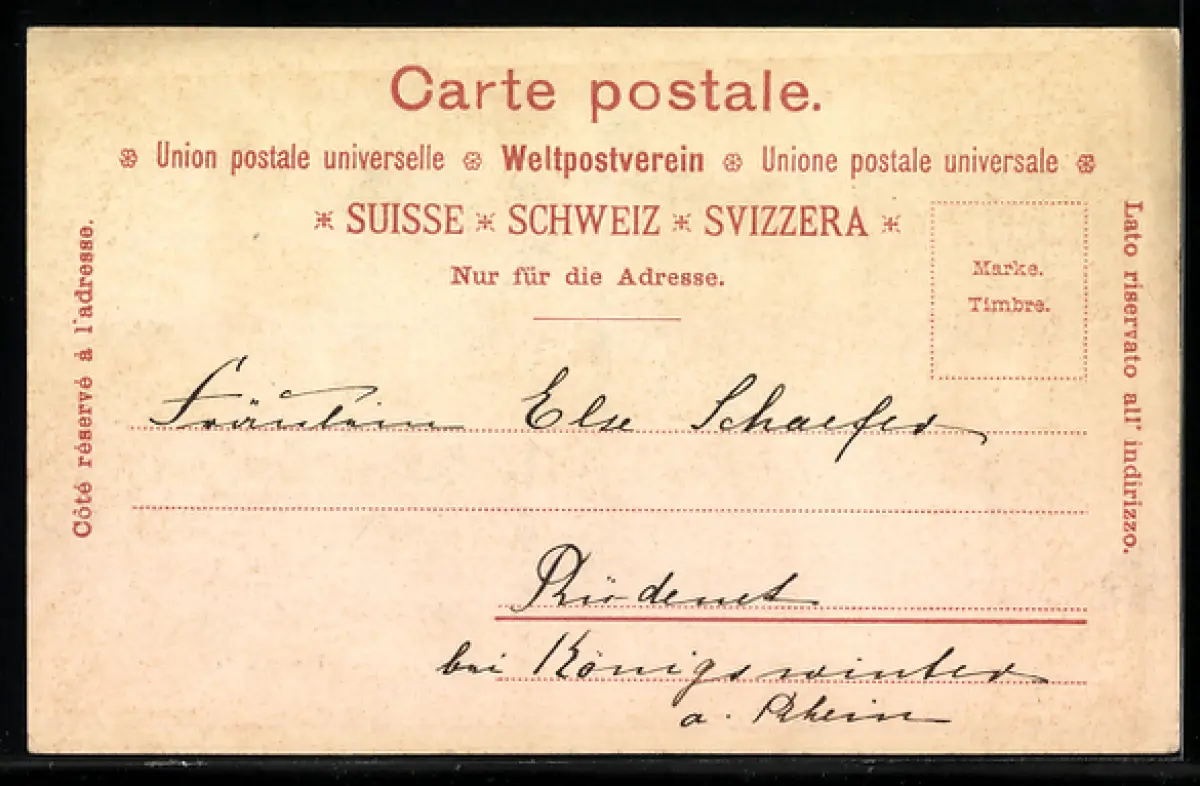 Carte postale.
❀ Union postale universelle ❀ Weltpostverein ❀ Unione postale universale ❀
* SUISSE * SCHWEIZ * SVIZZERA *
Nur für die Adresse.
Côté réservé à l'adresse.
Marke.
Timbre.
Lato riservato all' indirizzo.
Fräulein Else Schaefer
bei Königswinter
a. Rhein